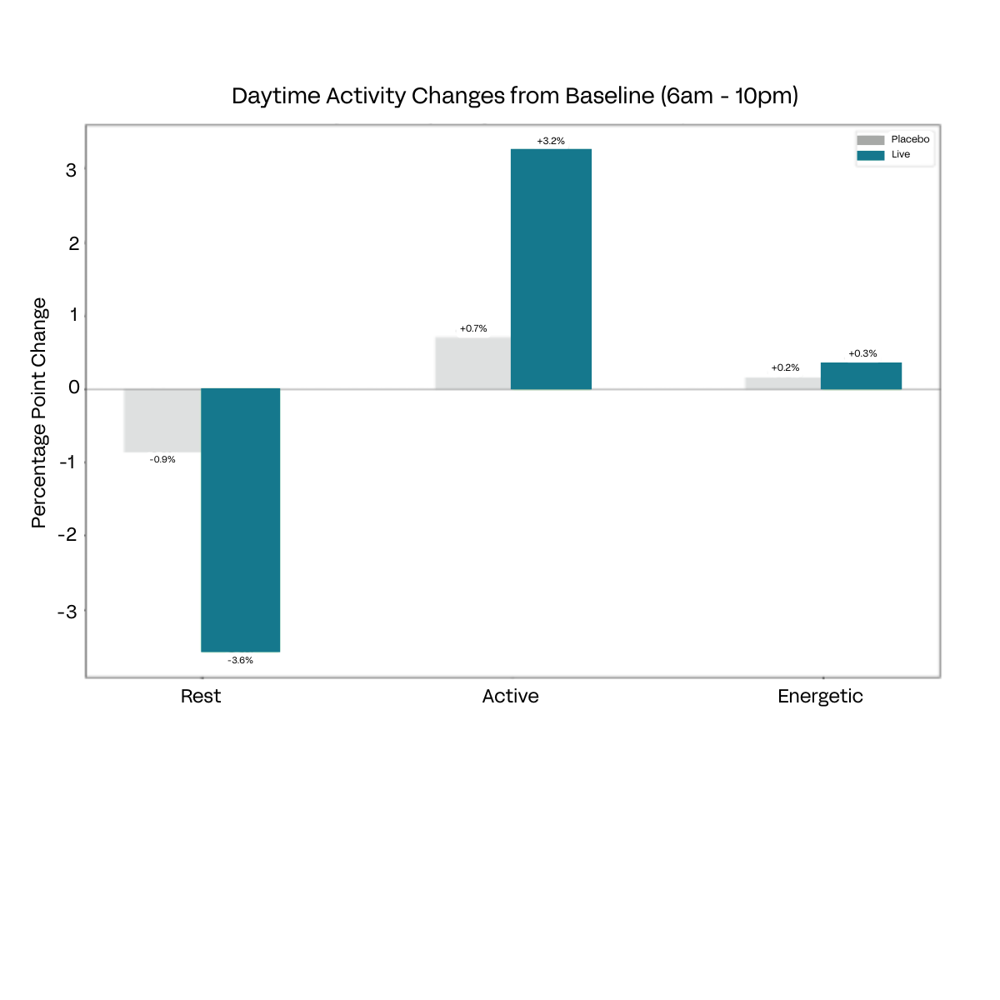 Daytime Activity Changes from Baseline (6am - 10pm)
Placebo
Live
+3.2%
3
2
1
0
-1
-2
-3
Percentage Point Change
+0.7%
+0.2%
+0.3%
-0.9%
-3.6%
Rest
Active
Energetic